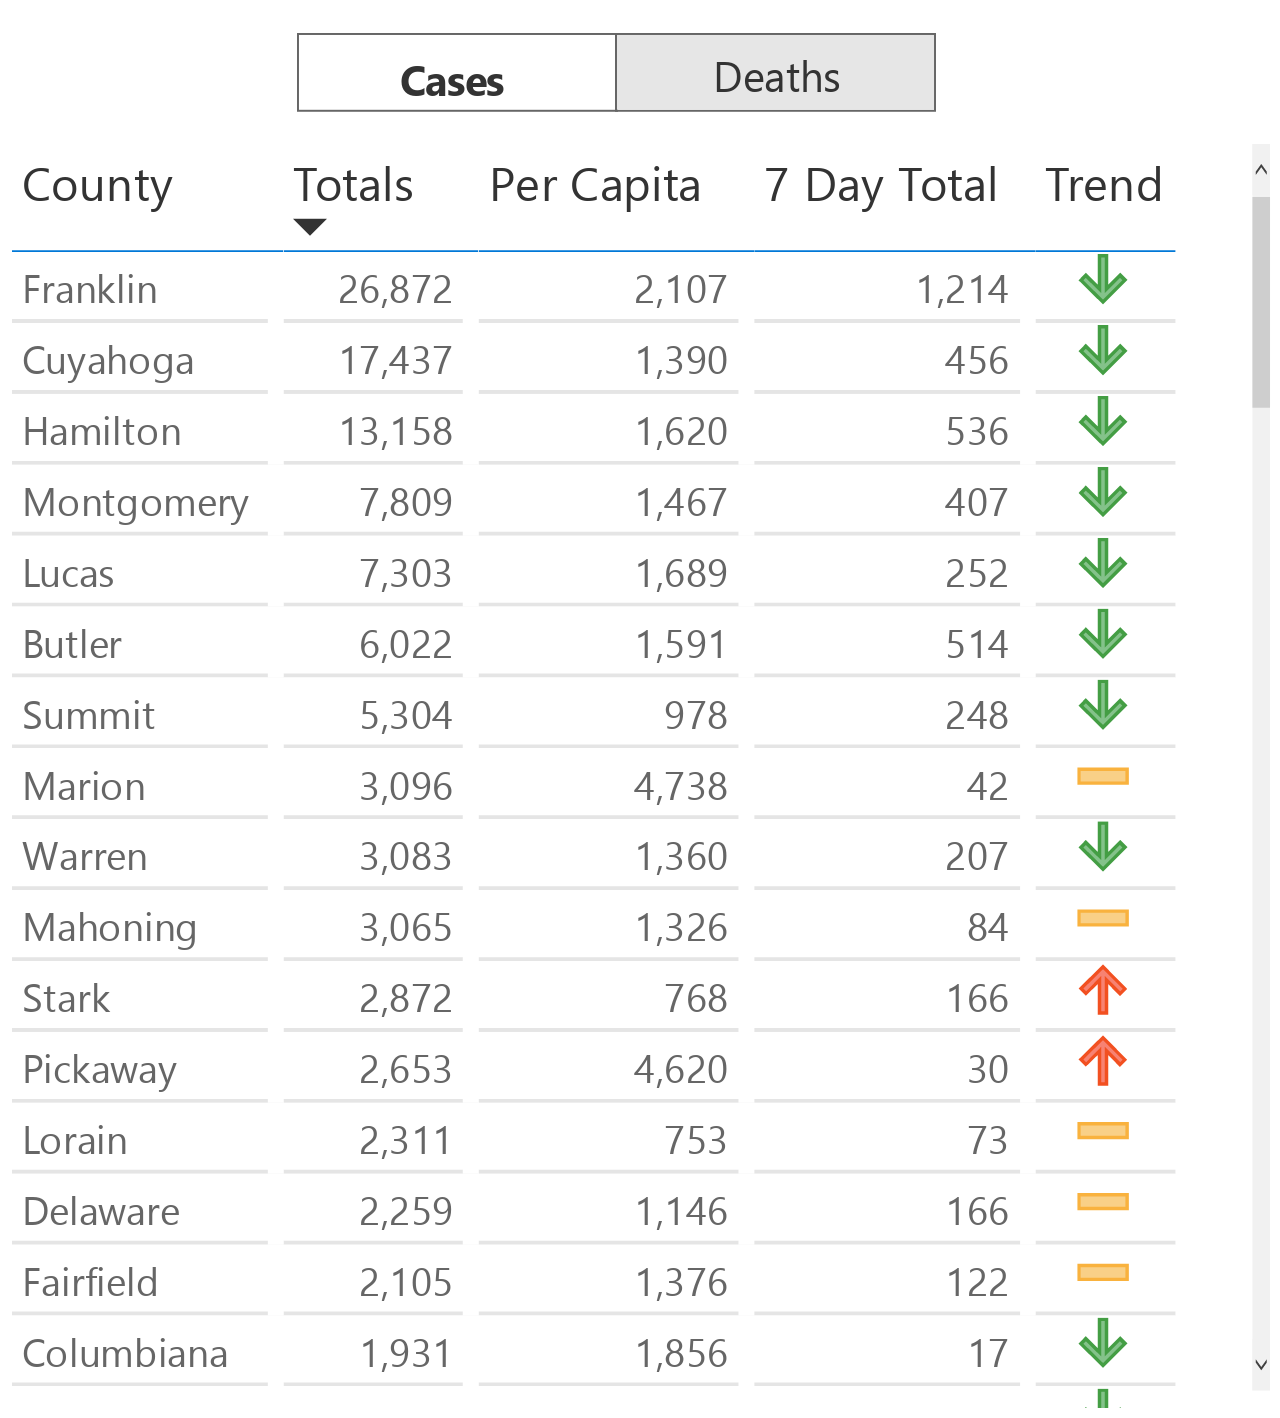 Cases Deaths
County Totals Per Capita 7 Day Total Trend
Franklin 26,872 2,107 1,214
Cuyahoga 17,437 1,390 456
Hamilton 13,158 1,620 536
Montgomery 7,809 1,467 407
Lucas 7,303 1,689 252
Butler 6,022 1,591 514
Summit 5,304 978 248
Marion 3,096 4,738 42
Warren 3,083 1,360 207
Mahoning 3,065 1,326 84
Stark 2,872 768 166
Pickaway 2,653 4,620 30
Lorain 2,311 753 73
Delaware 2,259 1,146 166
Fairfield 2,105 1,376 122
Columbiana 1,931 1,856 17